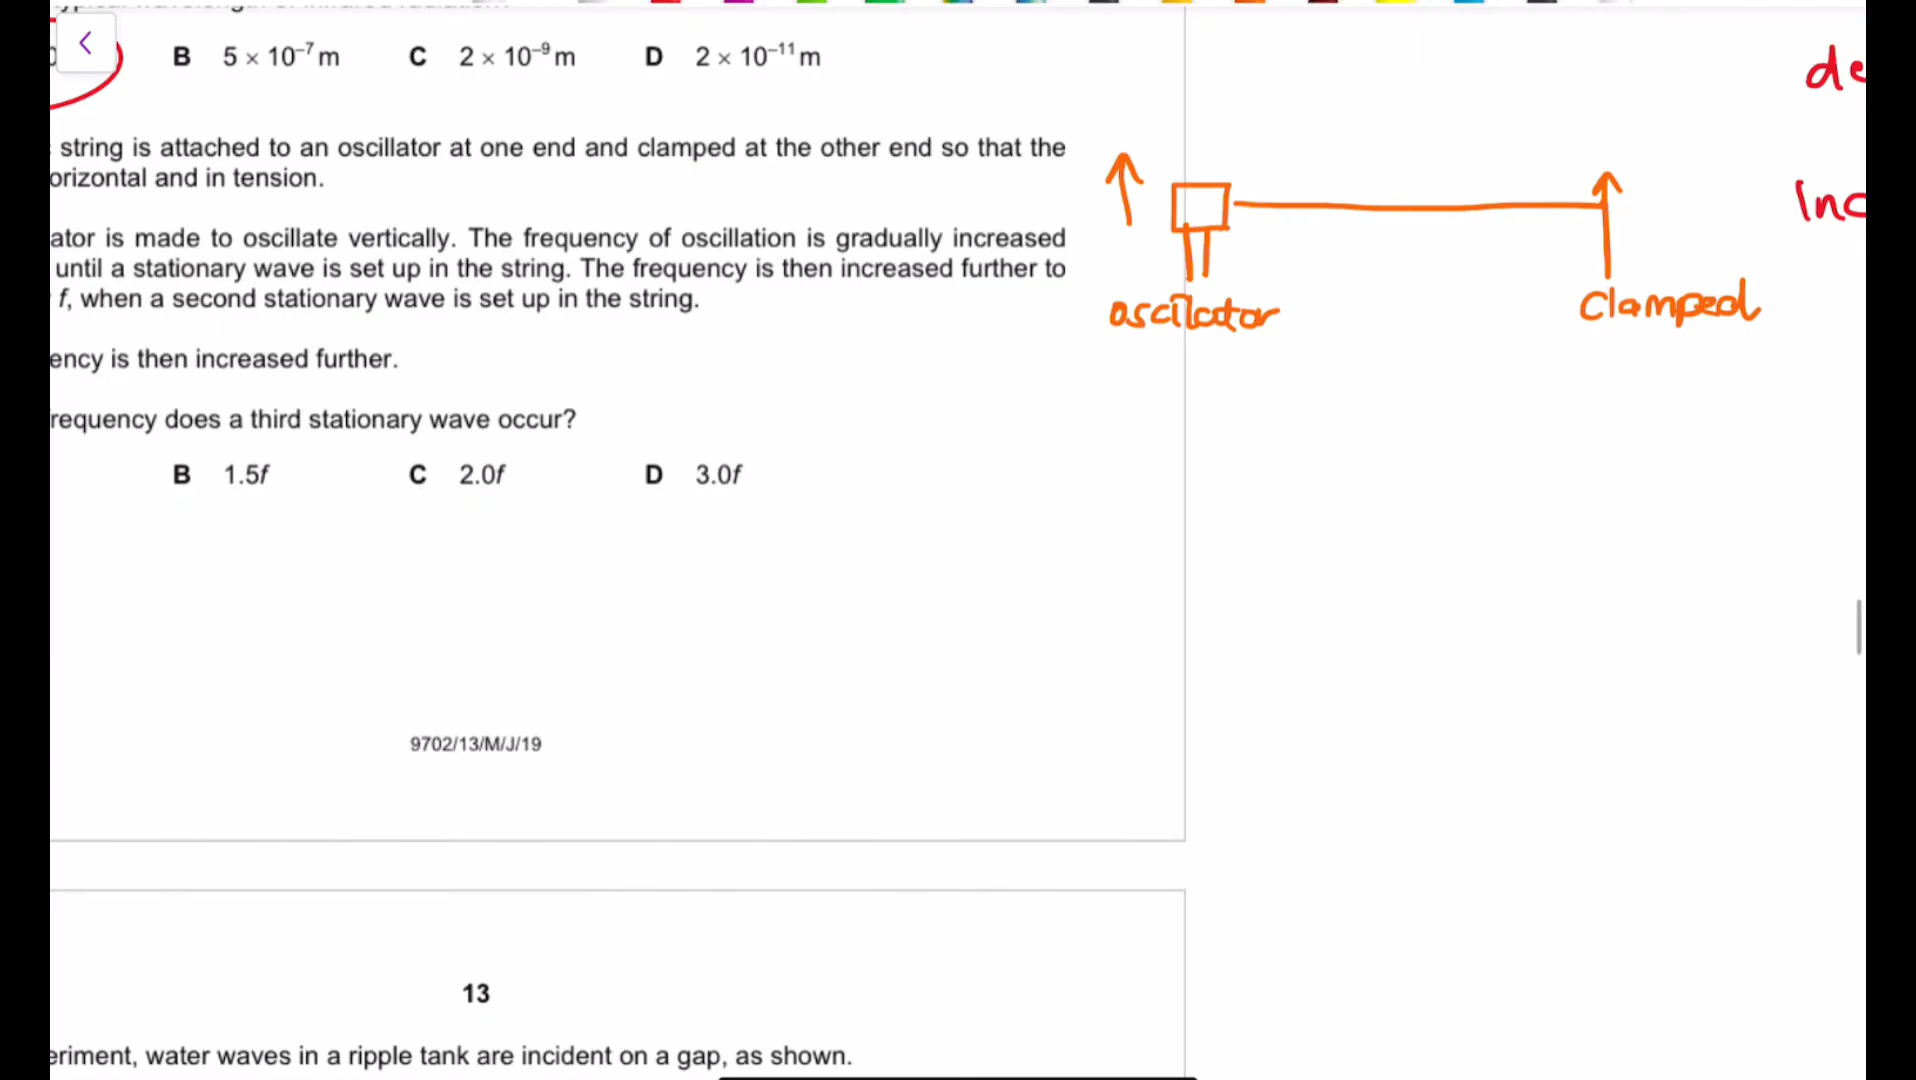 B 5 × 10⁻⁷ m C 2 × 10⁻⁹ m D 2 × 10⁻¹¹ m
de
string is attached to an oscillator at one end and clamped at the other end so that the
orizontal and in tension.
Inc
ator is made to oscillate vertically. The frequency of oscillation is gradually increased
until a stationary wave is set up in the string. The frequency is then increased further to
f, when a second stationary wave is set up in the string.
oscilator
Clamped
ency is then increased further.
requency does a third stationary wave occur?
B 1.5f C 2.0f D 3.0f
9702/13/M/J/19
13
eriment, water waves in a ripple tank are incident on a gap, as shown.